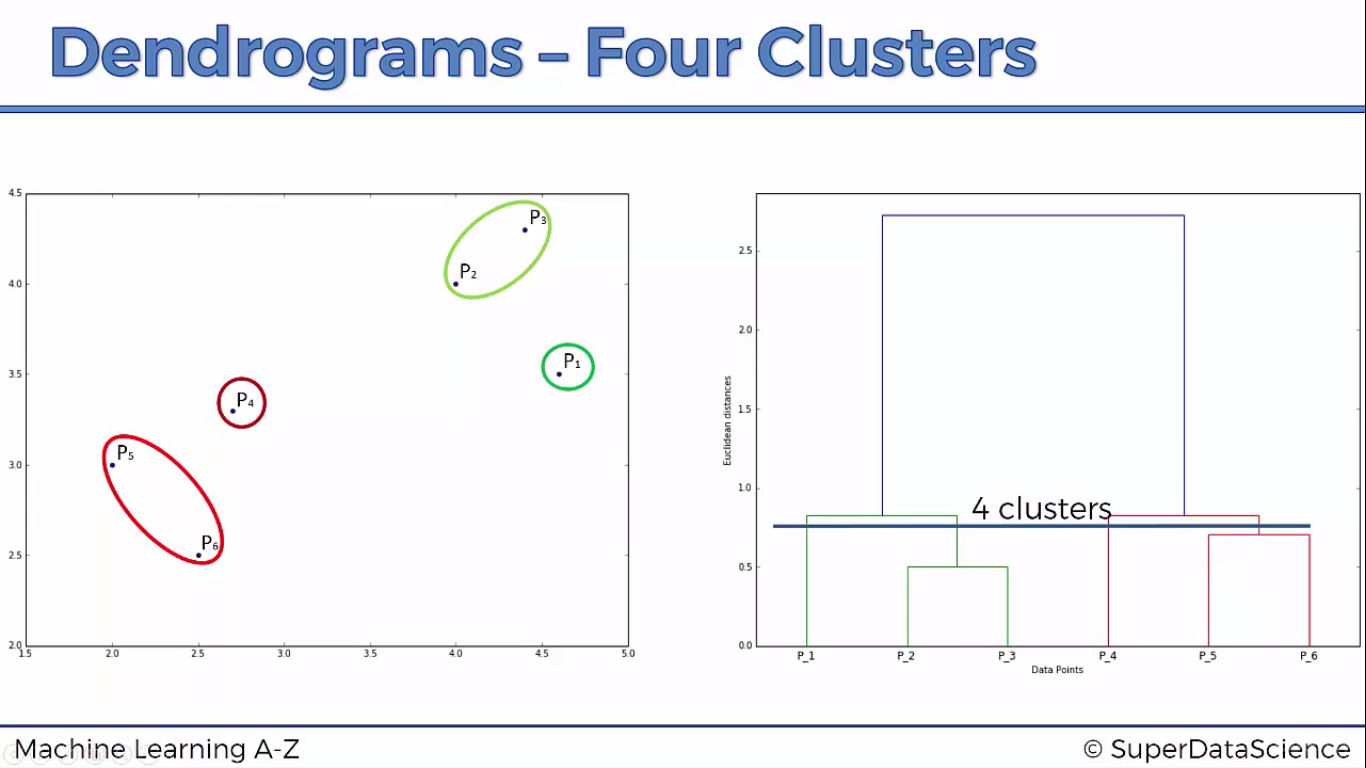 Dendrograms – Four Clusters
4.5
4.0
3.5
3.0
2.5
2.0
1.5
2.0
2.5
3.0
3.5
4.0
4.5
5.0
P3
P2
P1
P4
P5
P6
2.5
2.0
1.5
1.0
0.5
0.0
Euclidean distances
4 clusters
P_1
P_2
P_3
P_4
P_5
P_6
Data Points
Machine Learning A-Z
© SuperDataScience